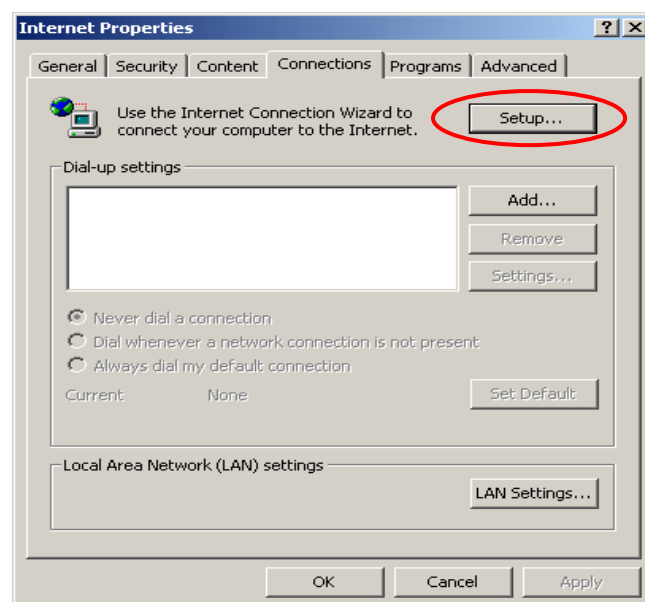 Internet Properties
? X
General Security Content Connections Programs Advanced
Use the Internet Connection Wizard to
connect your computer to the Internet.
Setup...
Dial-up settings
Add...
Remove
Settings...
Never dial a connection
Dial whenever a network connection is not present
Always dial my default connection
Current None
Set Default
Local Area Network (LAN) settings
LAN Settings...
OK Cancel Apply